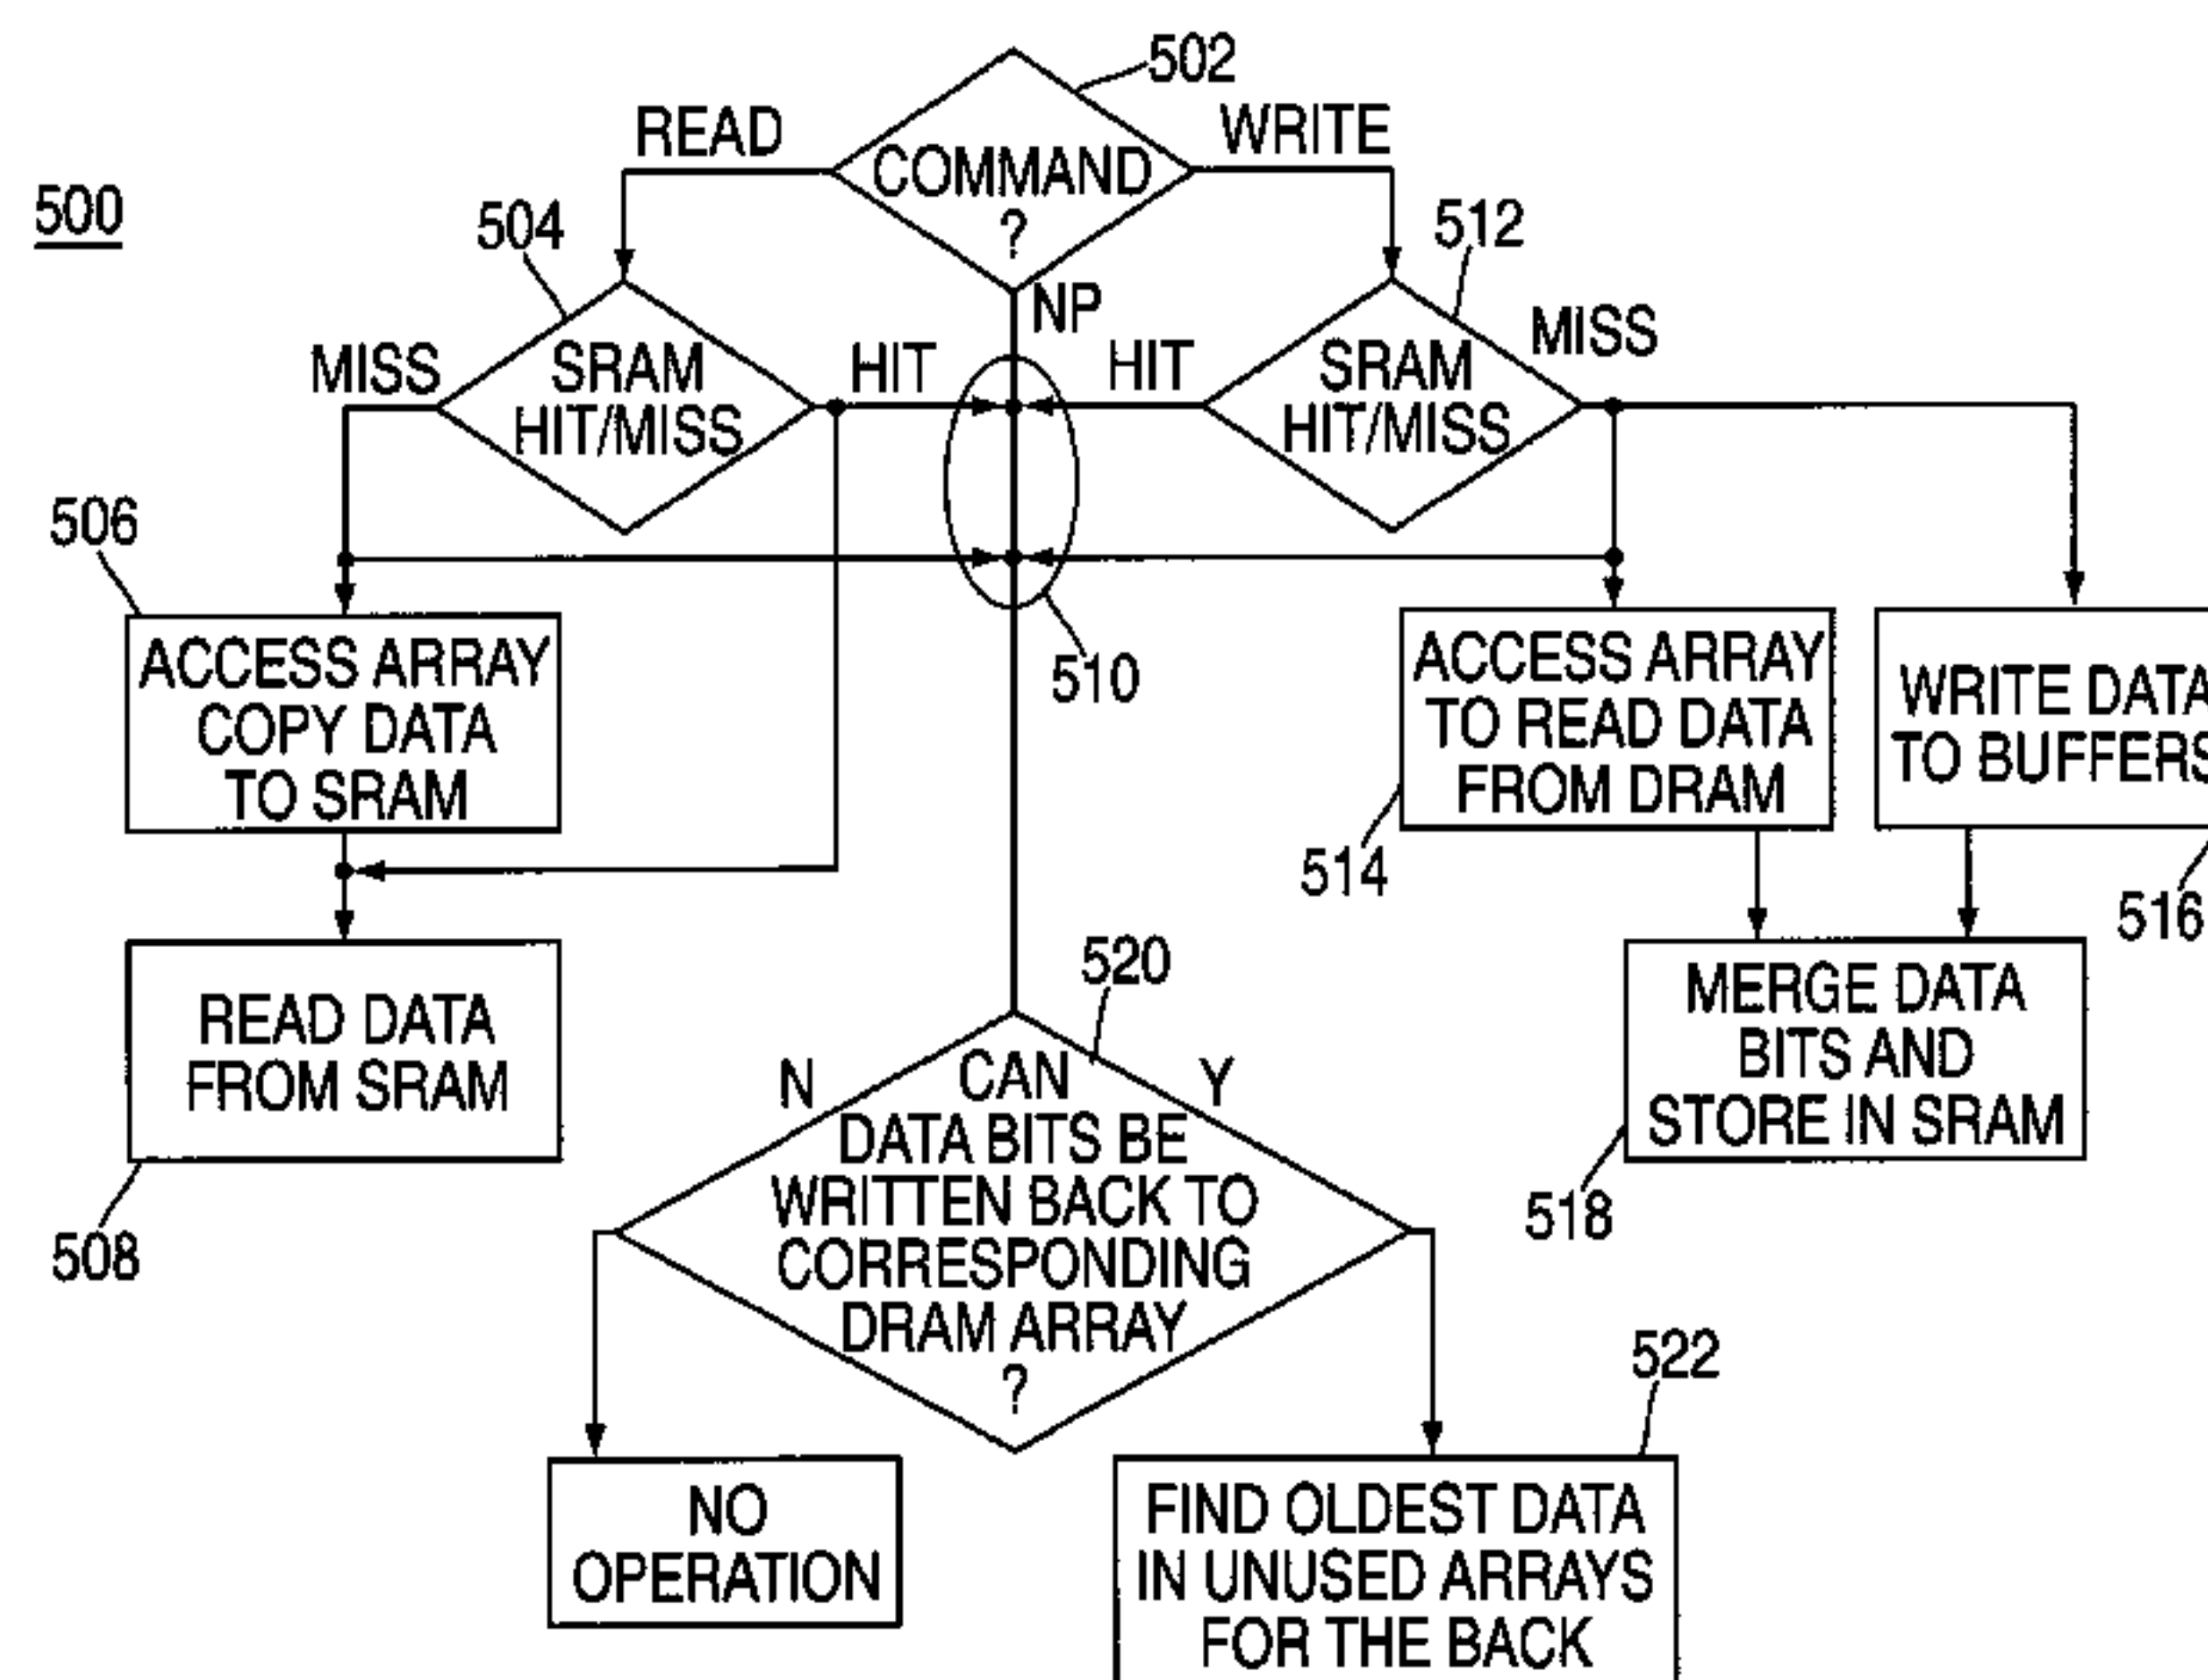 502
READ
WRITE
COMMAND
?
500
504
512
NP
MISS
SRAM
HIT/MISS
HIT
HIT
SRAM
HIT/MISS
MISS
506
510
ACCESS ARRAY
COPY DATA
TO SRAM
ACCESS ARRAY
TO READ DATA
FROM DRAM
WRITE DATA
TO BUFFERS
514
516
READ DATA
FROM SRAM
508
520
MERGE DATA
BITS AND
STORE IN SRAM
518
N
Y
CAN
DATA BITS BE
WRITTEN BACK TO
CORRESPONDING
DRAM ARRAY
?
522
NO
OPERATION
FIND OLDEST DATA
IN UNUSED ARRAYS
FOR THE BACK